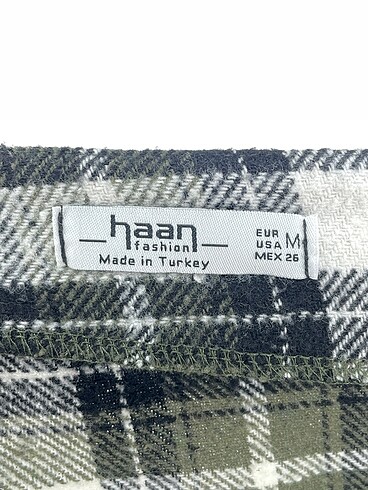 haan
fashion
Made in Turkey
EUR
USA M
MEX 26